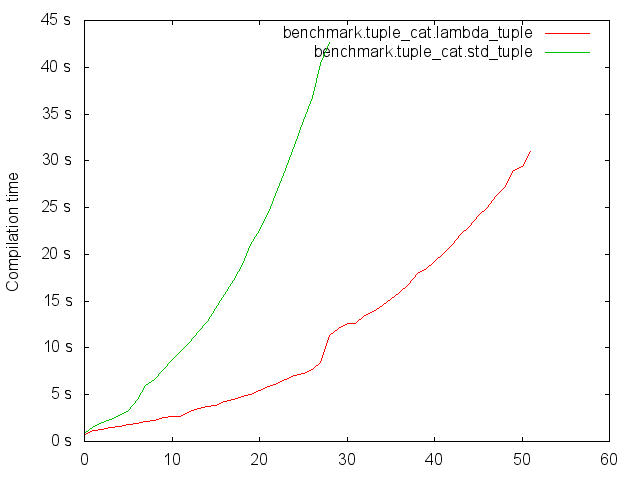 45 s
benchmark.tuple_cat.lambda_tuple
benchmark.tuple_cat.std_tuple
40 s
35 s
30 s
25 s
20 s
15 s
10 s
5 s
0 s
Compilation time
0 10 20 30 40 50 60